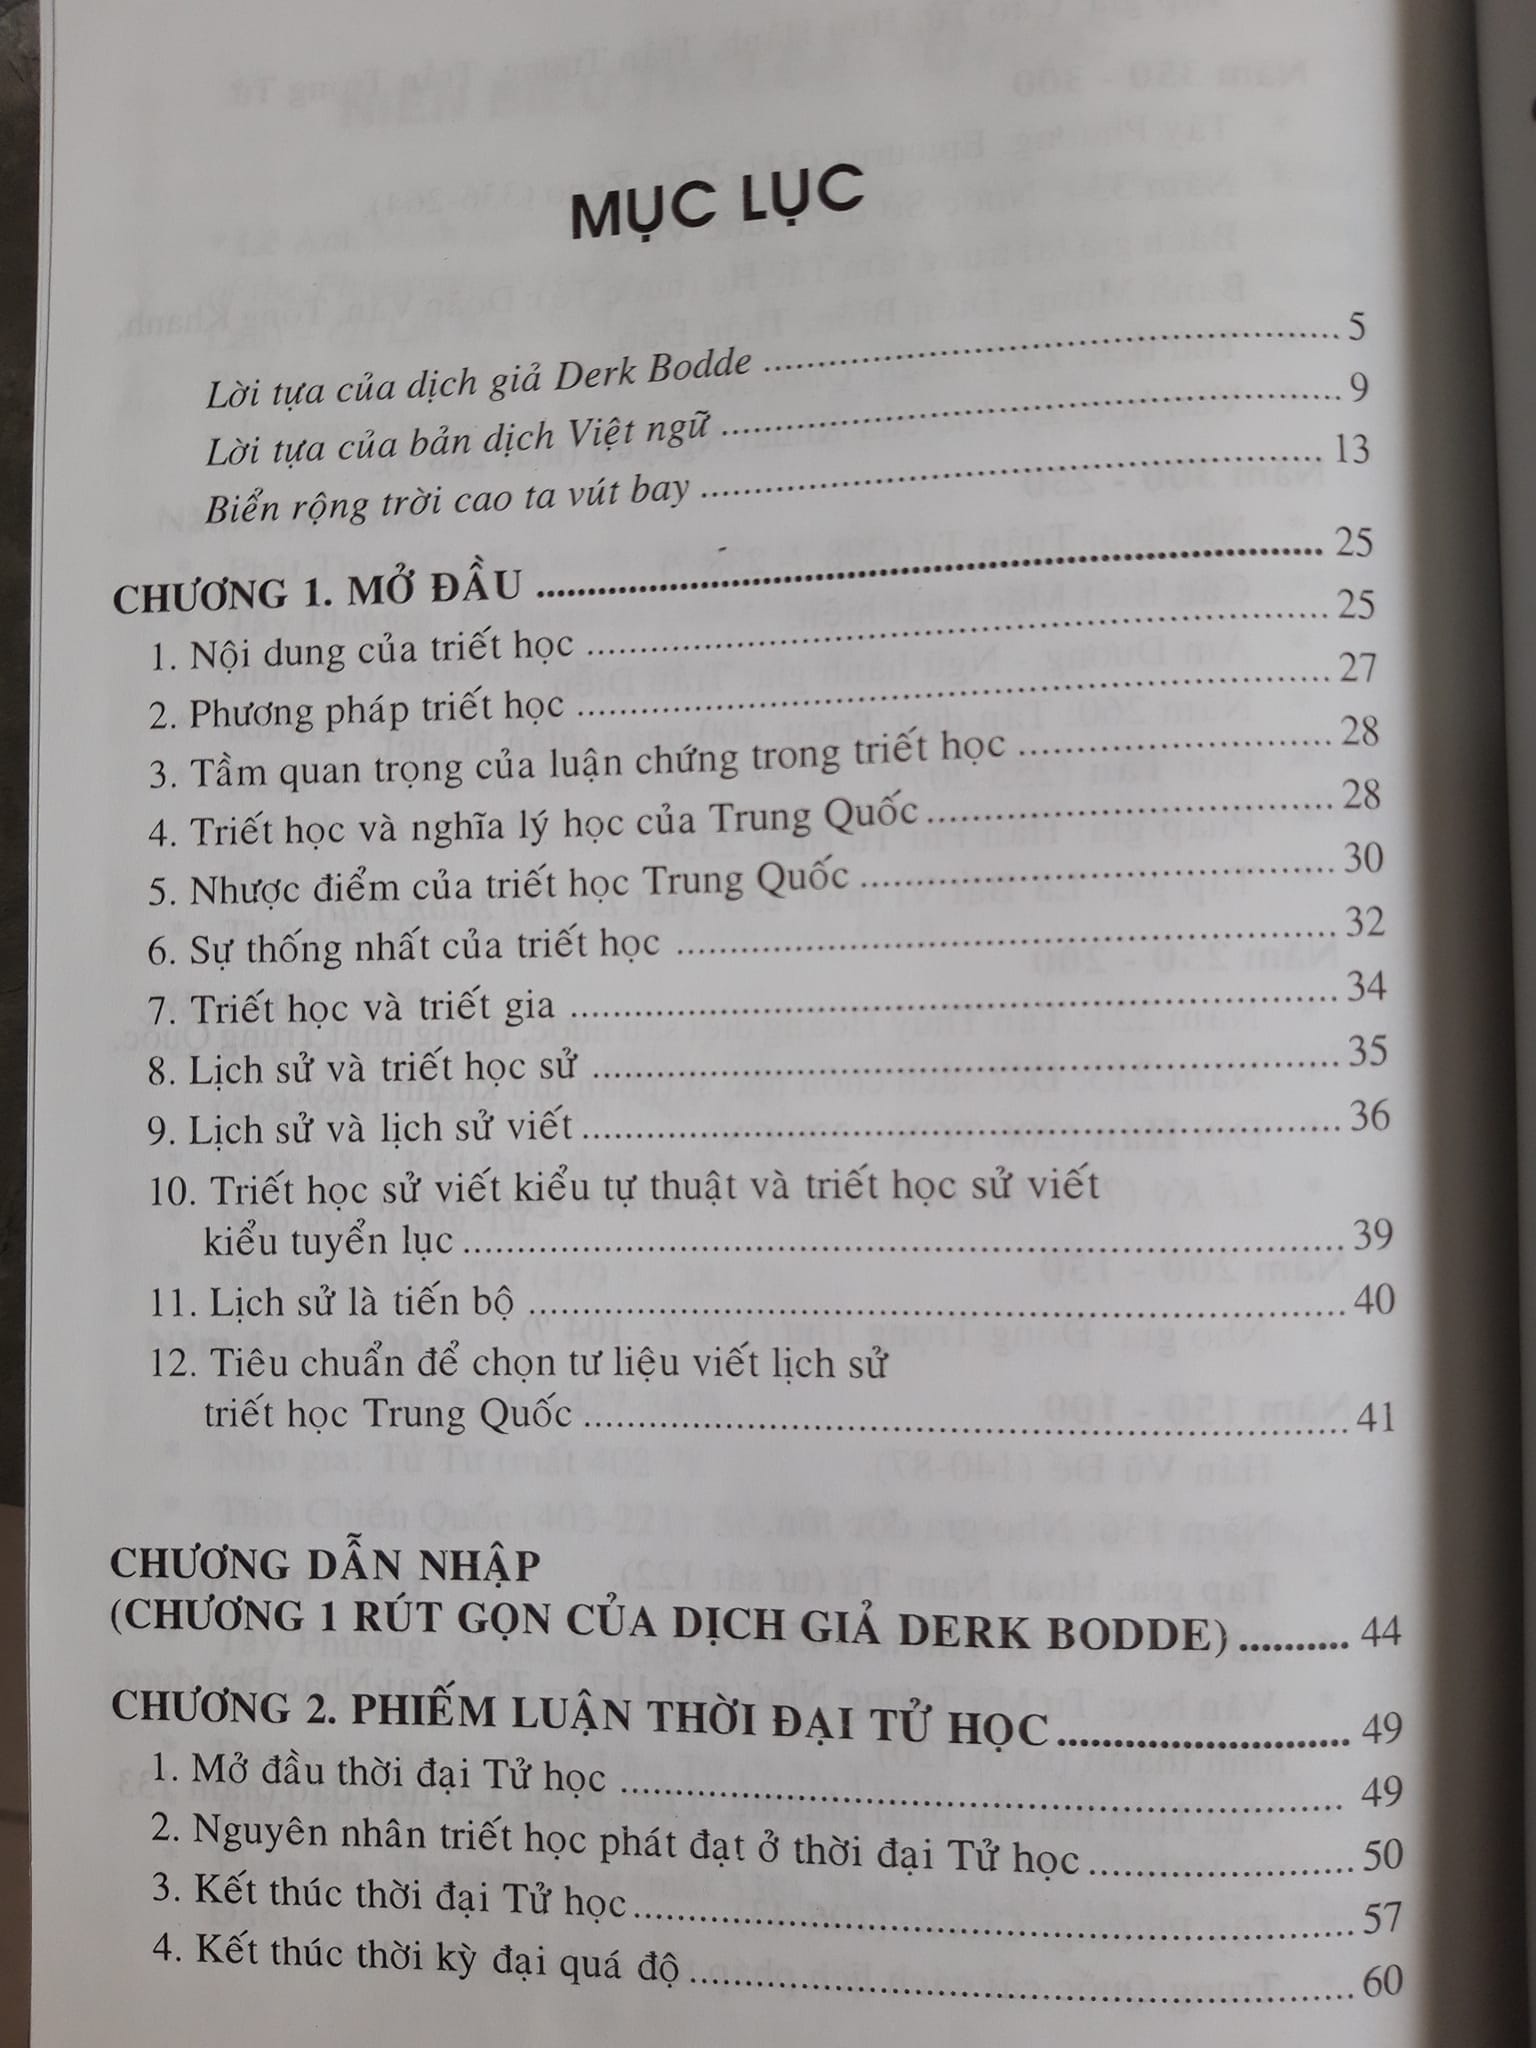 MỤC LỤC
Lời tựa của dịch giả Derk Bodde ........ 5
Lời tựa của bản dịch Việt ngữ ........ 9
Biển rộng trời cao ta vút bay ........ 13
CHƯƠNG 1. MỞ ĐẦU ........ 25
1. Nội dung của triết học ........ 25
2. Phương pháp triết học ........ 27
3. Tầm quan trọng của luận chứng trong triết học ........ 28
4. Triết học và nghĩa lý học của Trung Quốc ........ 28
5. Nhược điểm của triết học Trung Quốc ........ 30
6. Sự thống nhất của triết học ........ 32
7. Triết học và triết gia ........ 34
8. Lịch sử và triết học sử ........ 35
9. Lịch sử và lịch sử viết ........ 36
10. Triết học sử viết kiểu tự thuật và triết học sử viết
kiểu tuyển lục ........ 39
11. Lịch sử là tiến bộ ........ 40
12. Tiêu chuẩn để chọn tư liệu viết lịch sử
triết học Trung Quốc ........ 41
CHƯƠNG DẪN NHẬP
(CHƯƠNG 1 RÚT GỌN CỦA DỊCH GIẢ DERK BODDE) ........ 44
CHƯƠNG 2. PHIẾM LUẬN THỜI ĐẠI TỬ HỌC ........ 49
1. Mở đầu thời đại Tử học ........ 49
2. Nguyên nhân triết học phát đạt ở thời đại Tử học ........ 50
3. Kết thúc thời đại Tử học ........ 57
4. Kết thúc thời kỳ đại quá độ ........ 60